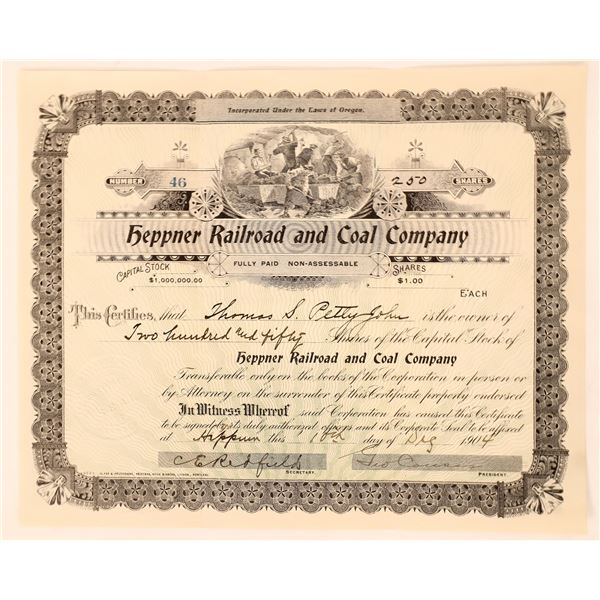 Incorporated Under the Laws of Oregon.
NUMBER 46 250 SHARES
Heppner Railroad and Coal Company
FULLY PAID NON-ASSESSABLE
CAPITAL STOCK SHARES
$1,000,000.00 $1.00
EACH
This Certifies, that Thomas S. Petty John is the owner of
Two hundred and fifty Shares of the Capital Stock of
Heppner Railroad and Coal Company
Transferable only on the books of the Corporation in person or
by Attorney on the surrender of this Certificate properly endorsed
In Witness Whereof said Corporation has caused this Certificate
to be signed by its duly authorized officers and its Corporate Seal to be affixed
at Heppner this 10th day of Dec 1904
C E Redfield Geo Conser
SECRETARY. PRESIDENT.